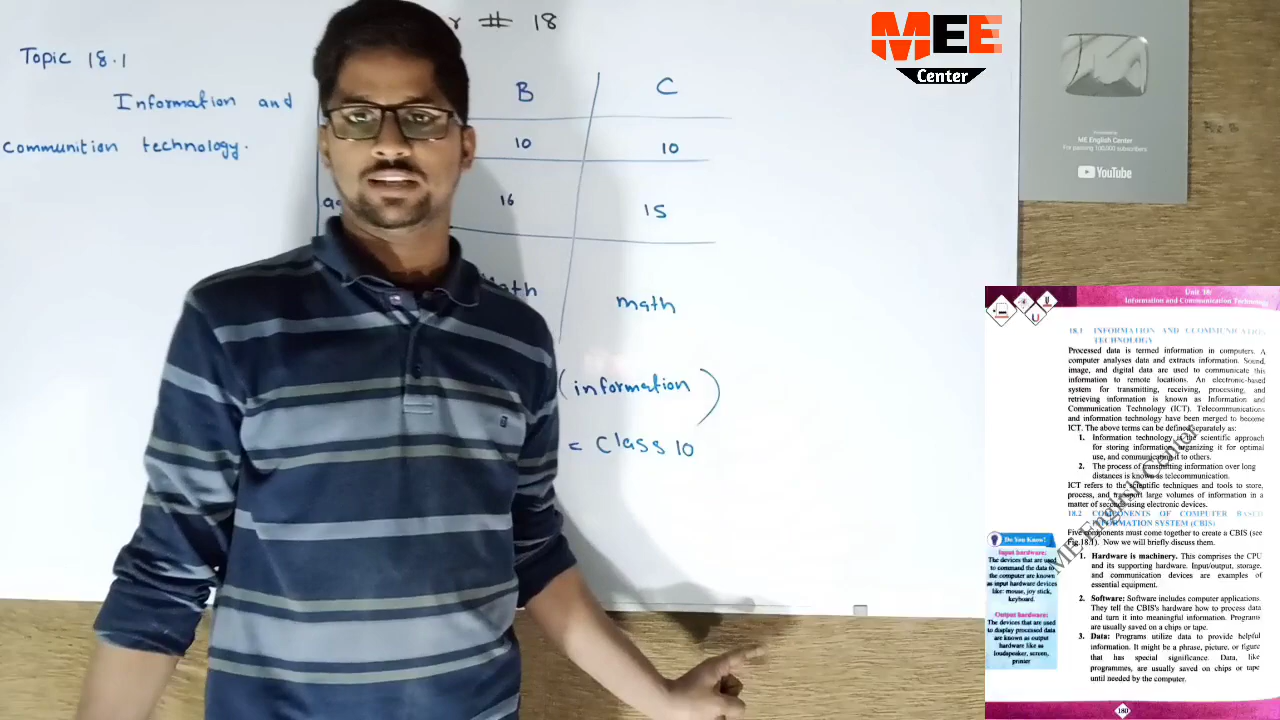 r # 18
Topic 18.1
Information and
Communition technology.
B
C
10
10
16
15
math
(information)
= Class 10
MEE
Center
Presented to
ME English Center
For passing 100,000 subscribers
YouTube
Unit 18:
Information and Communication Technology
18.1 INFORMATION AND CCOMMUNICATION
TECHNOLOGY
Processed data is termed information in computers. A
computer analyses data and extracts information. Sound,
image, and digital data are used to communicate this
information to remote locations. An electronic-based
system for transmitting, receiving, processing, and
retrieving information is known as Information and
Communication Technology (ICT). Telecommunications
and information technology have been merged to become
ICT. The above terms can be defined separately as:
1. Information technology is the scientific approach
for storing information, organizing it for optimal
use, and communicating it to others.
2. The process of transmitting information over long
distances is known as telecommunication.
ICT refers to the scientific techniques and tools to store,
process, and transport large volumes of information in a
matter of seconds using electronic devices.
18.2 COMPONENTS OF COMPUTER BASED
INFORMATION SYSTEM (CBIS)
Five components must come together to create a CBIS (see
Fig.18.1). Now we will briefly discuss them.
1. Hardware is machinery. This comprises the CPU
and its supporting hardware. Input/output, storage,
and communication devices are examples of
essential equipment.
2. Software: Software includes computer applications.
They tell the CBIS's hardware how to process data
and turn it into meaningful information. Programs
are usually saved on a chips or tape.
3. Data: Programs utilize data to provide helpful
information. It might be a phrase, picture, or figure
that has special significance. Data, like
programmes, are usually saved on chips or tape
until needed by the computer.
Do You Know?
Input hardware:
The devices that are used
to command the data to
the computer are known
as input hardware devices
like: mouse, joy stick,
keyboard.
Output hardware:
The devices that are used
to display processed data
are known as output
hardware like as
loudspeaker, screen,
printer
ME English Center
180